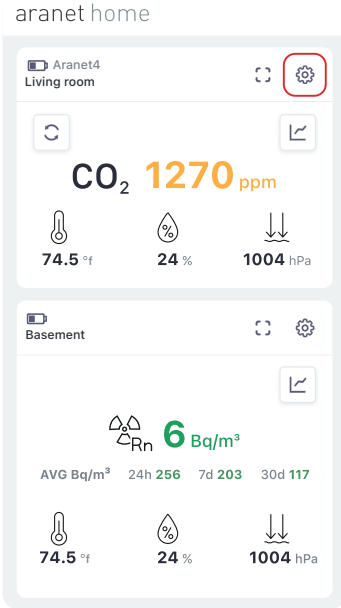 aranet home
Aranet4
Living room
CO2 1270 ppm
%
74.5 °f 24 % 1004 hPa
Basement
Rn 6 Bq/m³
AVG Bq/m³ 24h 256 7d 203 30d 117
%
74.5 °f 24 % 1004 hPa